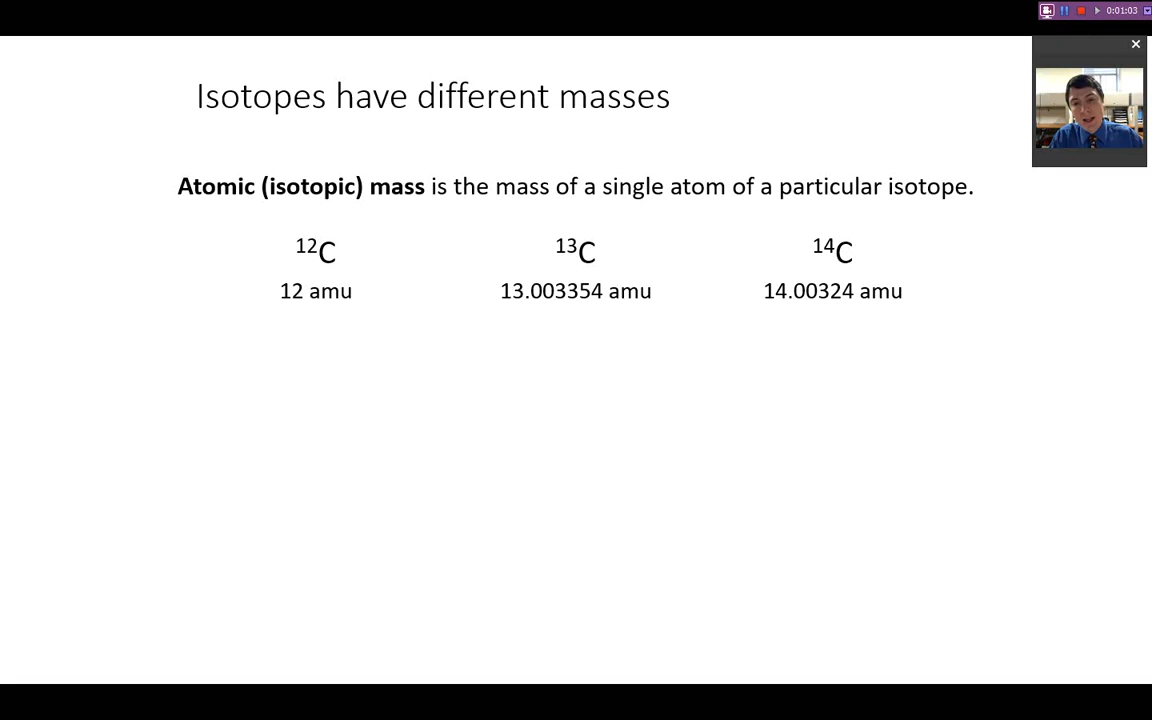 0:01:03
Isotopes have different masses
Atomic (isotopic) mass is the mass of a single atom of a particular isotope.
¹²C ¹³C ¹⁴C
12 amu 13.003354 amu 14.00324 amu